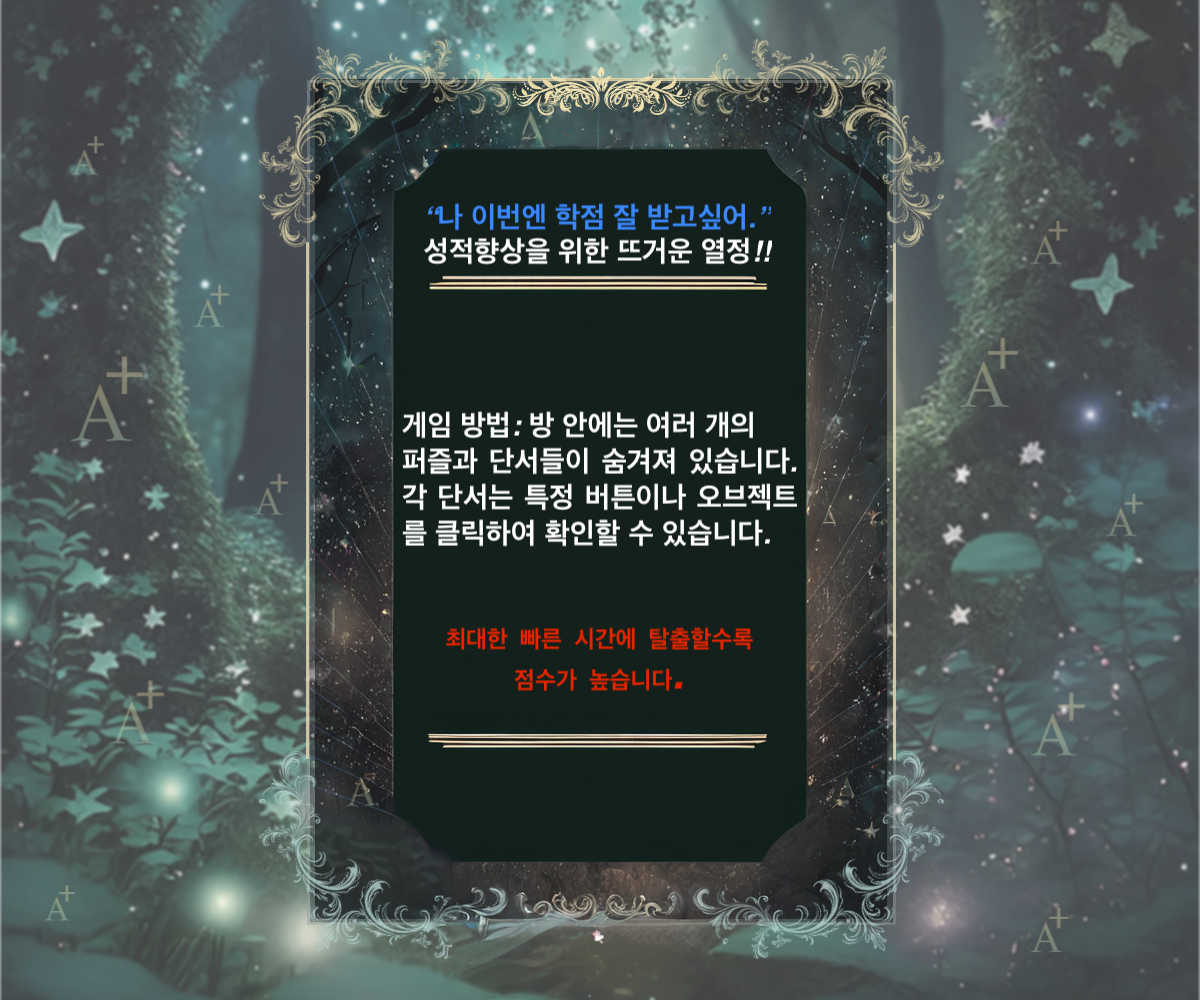 A+
A
A+
“나 이번엔 학점 잘 받고싶어.”
성적향상을 위한 뜨거운 열정!!
A+
A+
A+
A+
게임 방법: 방 안에는 여러 개의
퍼즐과 단서들이 숨겨져 있습니다.
각 단서는 특정 버튼이나 오브젝트
를 클릭하여 확인할 수 있습니다.
A+
A
A+
최대한 빠른 시간에 탈출할수록
점수가 높습니다.
A+
A+
A
A
A+
A+